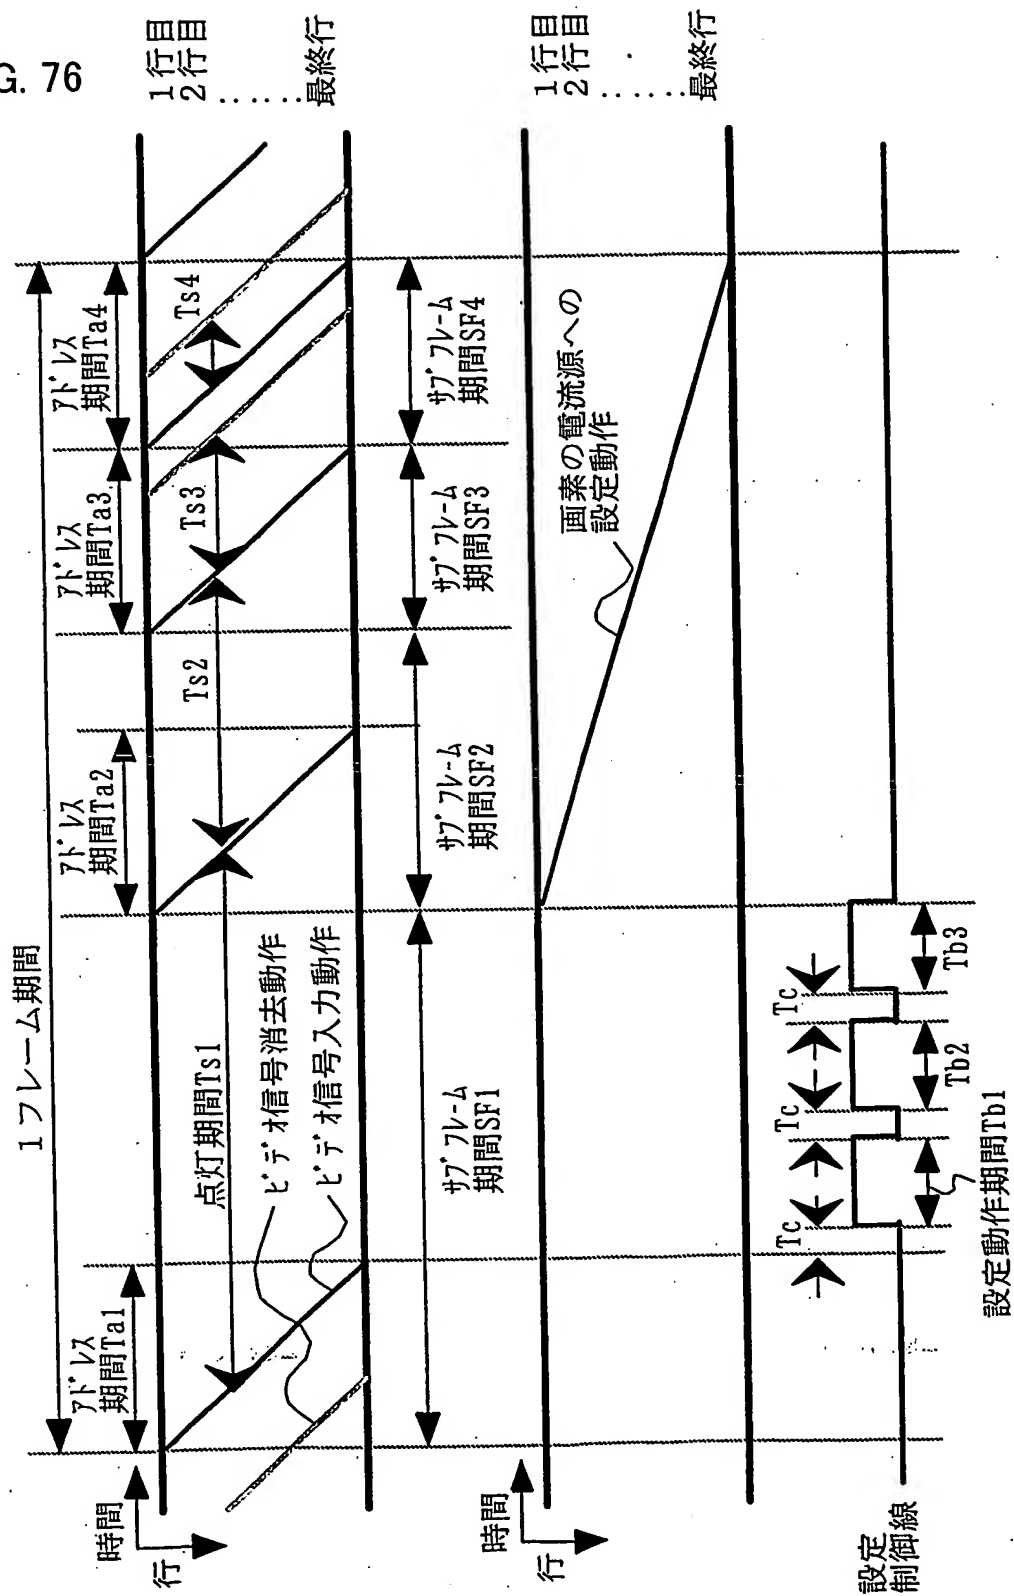 G. 76
1フレーム期間
アドレス
期間Ta1
アドレス
期間Ta2
アドレス
期間Ta3
アドレス
期間Ta4
時間
行
1行目
2行目
......
最終行
点灯期間Ts1
Ts2
Ts3
Ts4
ビデオ信号消去動作
ビデオ信号入力動作
サブフレーム
期間SF1
サブフレーム
期間SF2
サブフレーム
期間SF3
サブフレーム
期間SF4
時間
行
1行目
2行目
......
最終行
画素の電流源への
設定動作
設定
制御線
Tc
Tc
Tc
設定動作期間Tb1
Tb2
Tb3